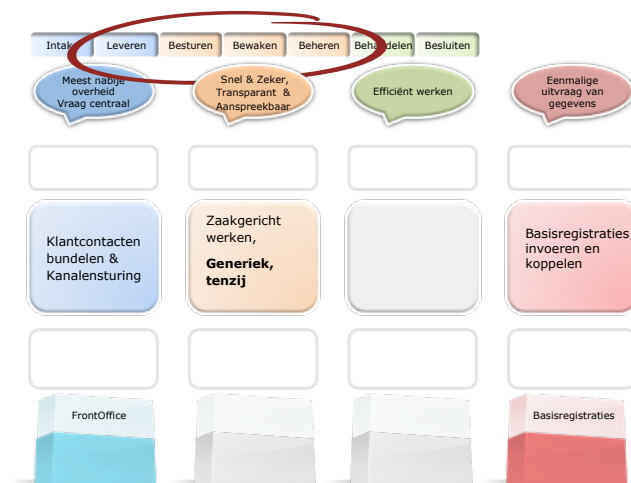 Intake Leveren Besturen Bewaken Beheren Behandelen Besluiten
Meest nabije
overheid
Vraag centraal
Snel & Zeker,
Transparant &
Aanspreekbaar
Efficiënt werken
Eenmalige
uitvraag van
gegevens
Klantcontacten
bundelen &
Kanalensturing
Zaakgericht
werken,
Generiek,
tenzij
Basisregistraties
invoeren en
koppelen
FrontOffice
Basisregistraties